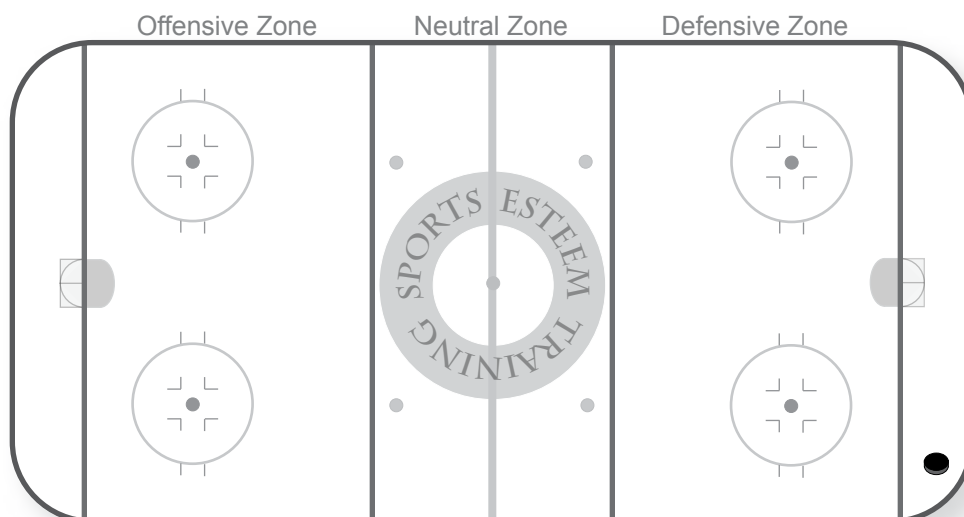 Offensive Zone
Neutral Zone
Defensive Zone
SPORTS ESTEEM
TRAINING